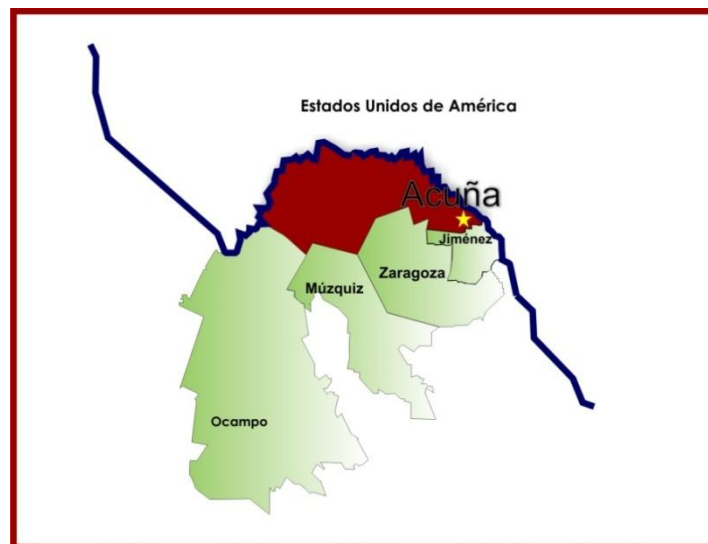 Estados Unidos de América
Acuña
Jiménez
Zaragoza
Múzquiz
Ocampo